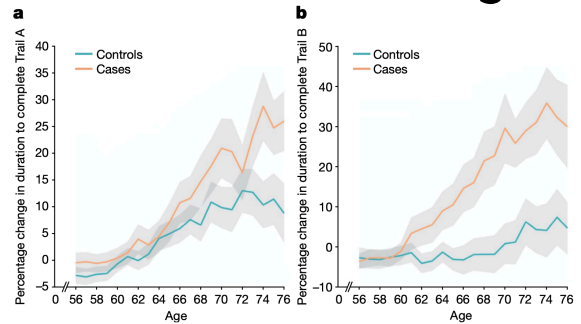 a
b
Percentage change in duration to complete Trail A
40
35
30
25
20
15
10
5
0
−5
Controls
Cases
0 56 58 60 62 64 66 68 70 72 74 76
Age
Percentage change in duration to complete Trail B
50
40
30
20
10
0
−10
Controls
Cases
0 56 58 60 62 64 66 68 70 72 74 76
Age